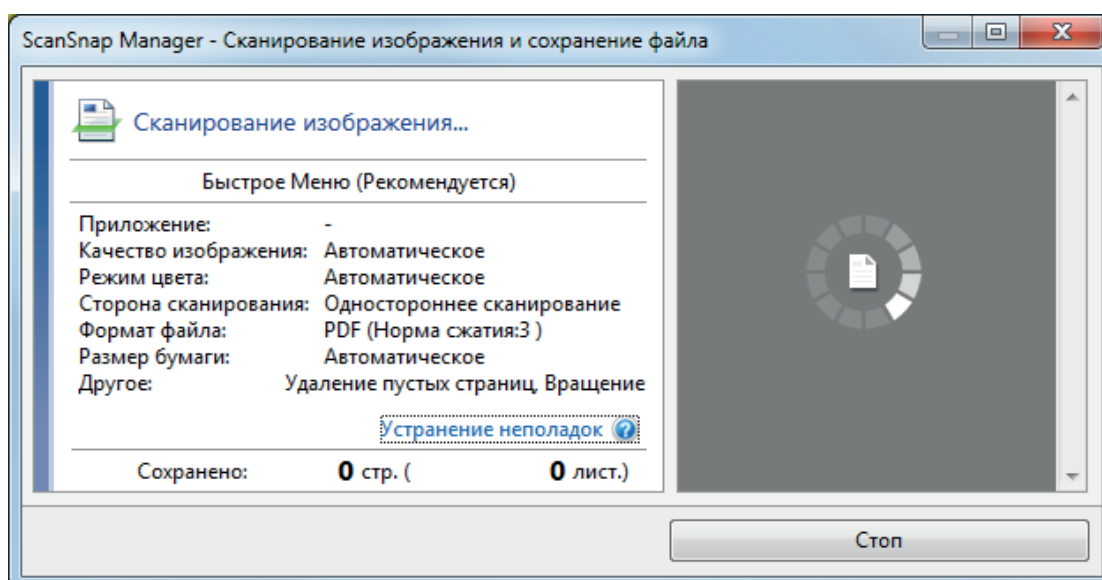 ScanSnap Manager - Сканирование изображения и сохранение файла
Сканирование изображения...
Быстрое Меню (Рекомендуется)
Приложение: -
Качество изображения: Автоматическое
Режим цвета: Автоматическое
Сторона сканирования: Одностороннее сканирование
Формат файла: PDF (Норма сжатия:3 )
Размер бумаги: Автоматическое
Другое: Удаление пустых страниц, Вращение
Устранение неполадок ?
Сохранено: 0 стр. ( 0 лист.)
Стоп